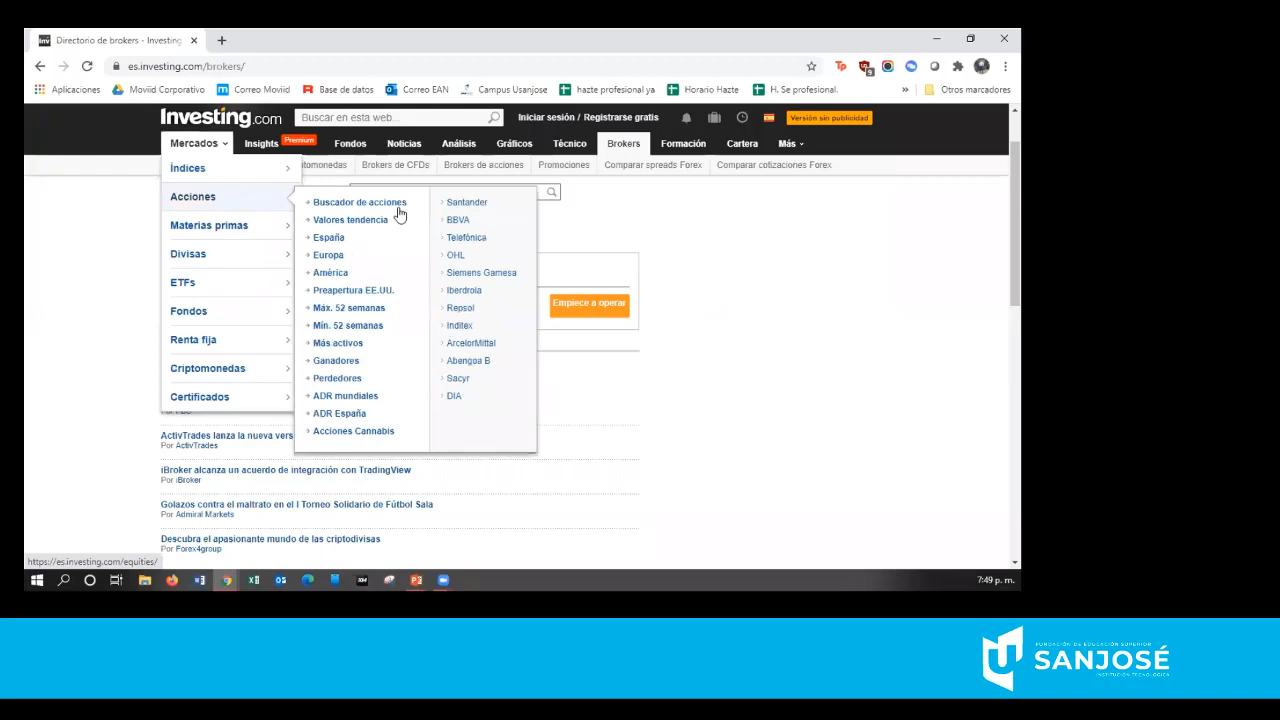 Directorio de brokers - Investing
es.investing.com/brokers/
Aplicaciones Moviid Corporativo Correo Moviid Base de datos Correo EAN Campus Usanjose hazte profesional ya Horario Hazte H. Se profesional. » Otros marcadores
Investing.com Buscar en esta web... Iniciar sesión / Registrarse gratis Versión sin publicidad
Mercados Insights Premium Fondos Noticias Análisis Gráficos Técnico Brokers Formación Cartera Más
Índices
tomonedas Brokers de CFDs Brokers de acciones Promociones Comparar spreads Forex Comparar cotizaciones Forex
Acciones
Materias primas
Divisas
ETFs
Fondos
Renta fija
Criptomonedas
Certificados
Buscador de acciones
Valores tendencia
España
Europa
América
Preapertura EE.UU.
Máx. 52 semanas
Mín. 52 semanas
Más activos
Ganadores
Perdedores
ADR mundiales
ADR España
Acciones Cannabis
Santander
BBVA
Telefónica
OHL
Siemens Gamesa
Iberdrola
Repsol
Inditex
ArcelorMittal
Abengoa B
Sacyr
DIA
Empiece a operar
ActivTrades lanza la nueva vers
Por ActivTrades
iBroker alcanza un acuerdo de integración con TradingView
Por iBroker
Golazos contra el maltrato en el I Torneo Solidario de Fútbol Sala
Por Admiral Markets
Descubra el apasionante mundo de las criptodivisas
Por Forex4group
https://es.investing.com/equities/
7:49 p. m.
FUNDACIÓN DE EDUCACIÓN SUPERIOR
SANJOSÉ
INSTITUCIÓN TECNOLÓGICA